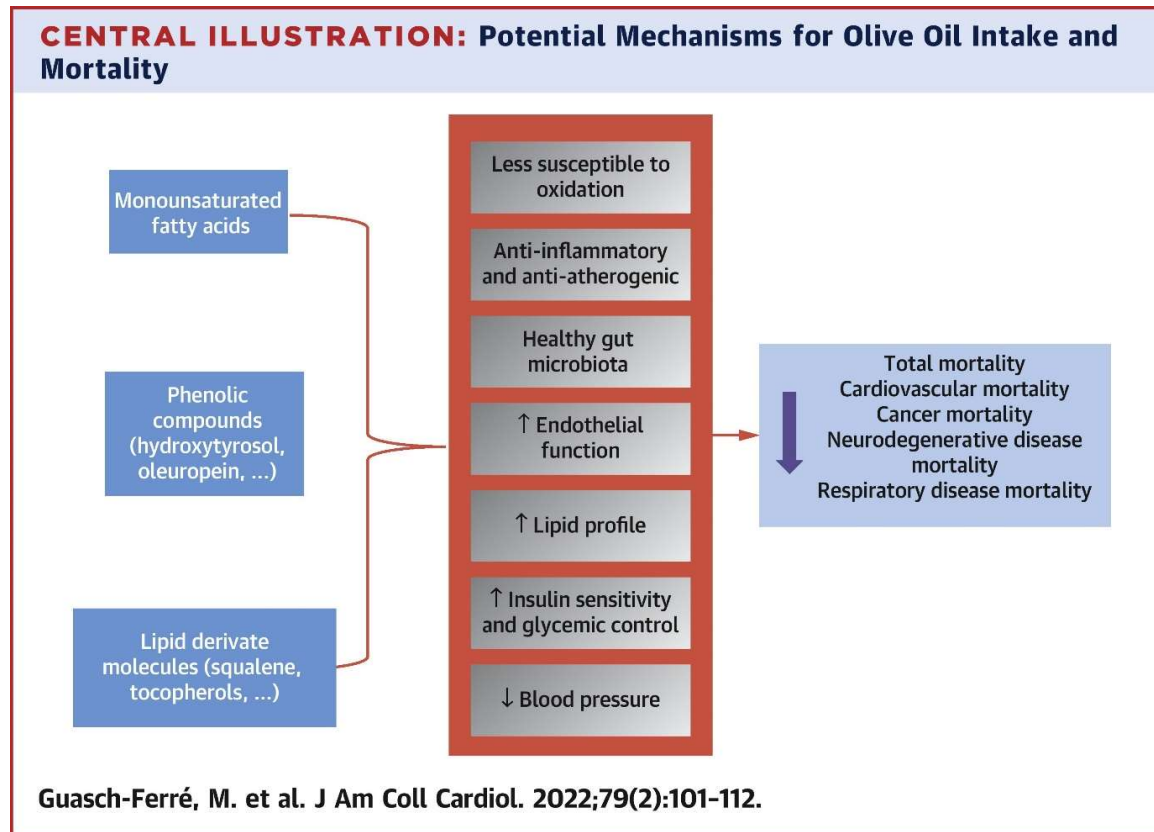 CENTRAL ILLUSTRATION: Potential Mechanisms for Olive Oil Intake and
Mortality
Monounsaturated
fatty acids
Phenolic
compounds
(hydroxytyrosol,
oleuropein, ...)
Lipid derivate
molecules (squalene,
tocopherols, ...)
Less susceptible to
oxidation
Anti-inflammatory
and anti-atherogenic
Healthy gut
microbiota
↑ Endothelial
function
↑ Lipid profile
↑ Insulin sensitivity
and glycemic control
↓ Blood pressure
Total mortality
Cardiovascular mortality
Cancer mortality
Neurodegenerative disease
mortality
Respiratory disease mortality
Guasch-Ferré, M. et al. J Am Coll Cardiol. 2022;79(2):101–112.